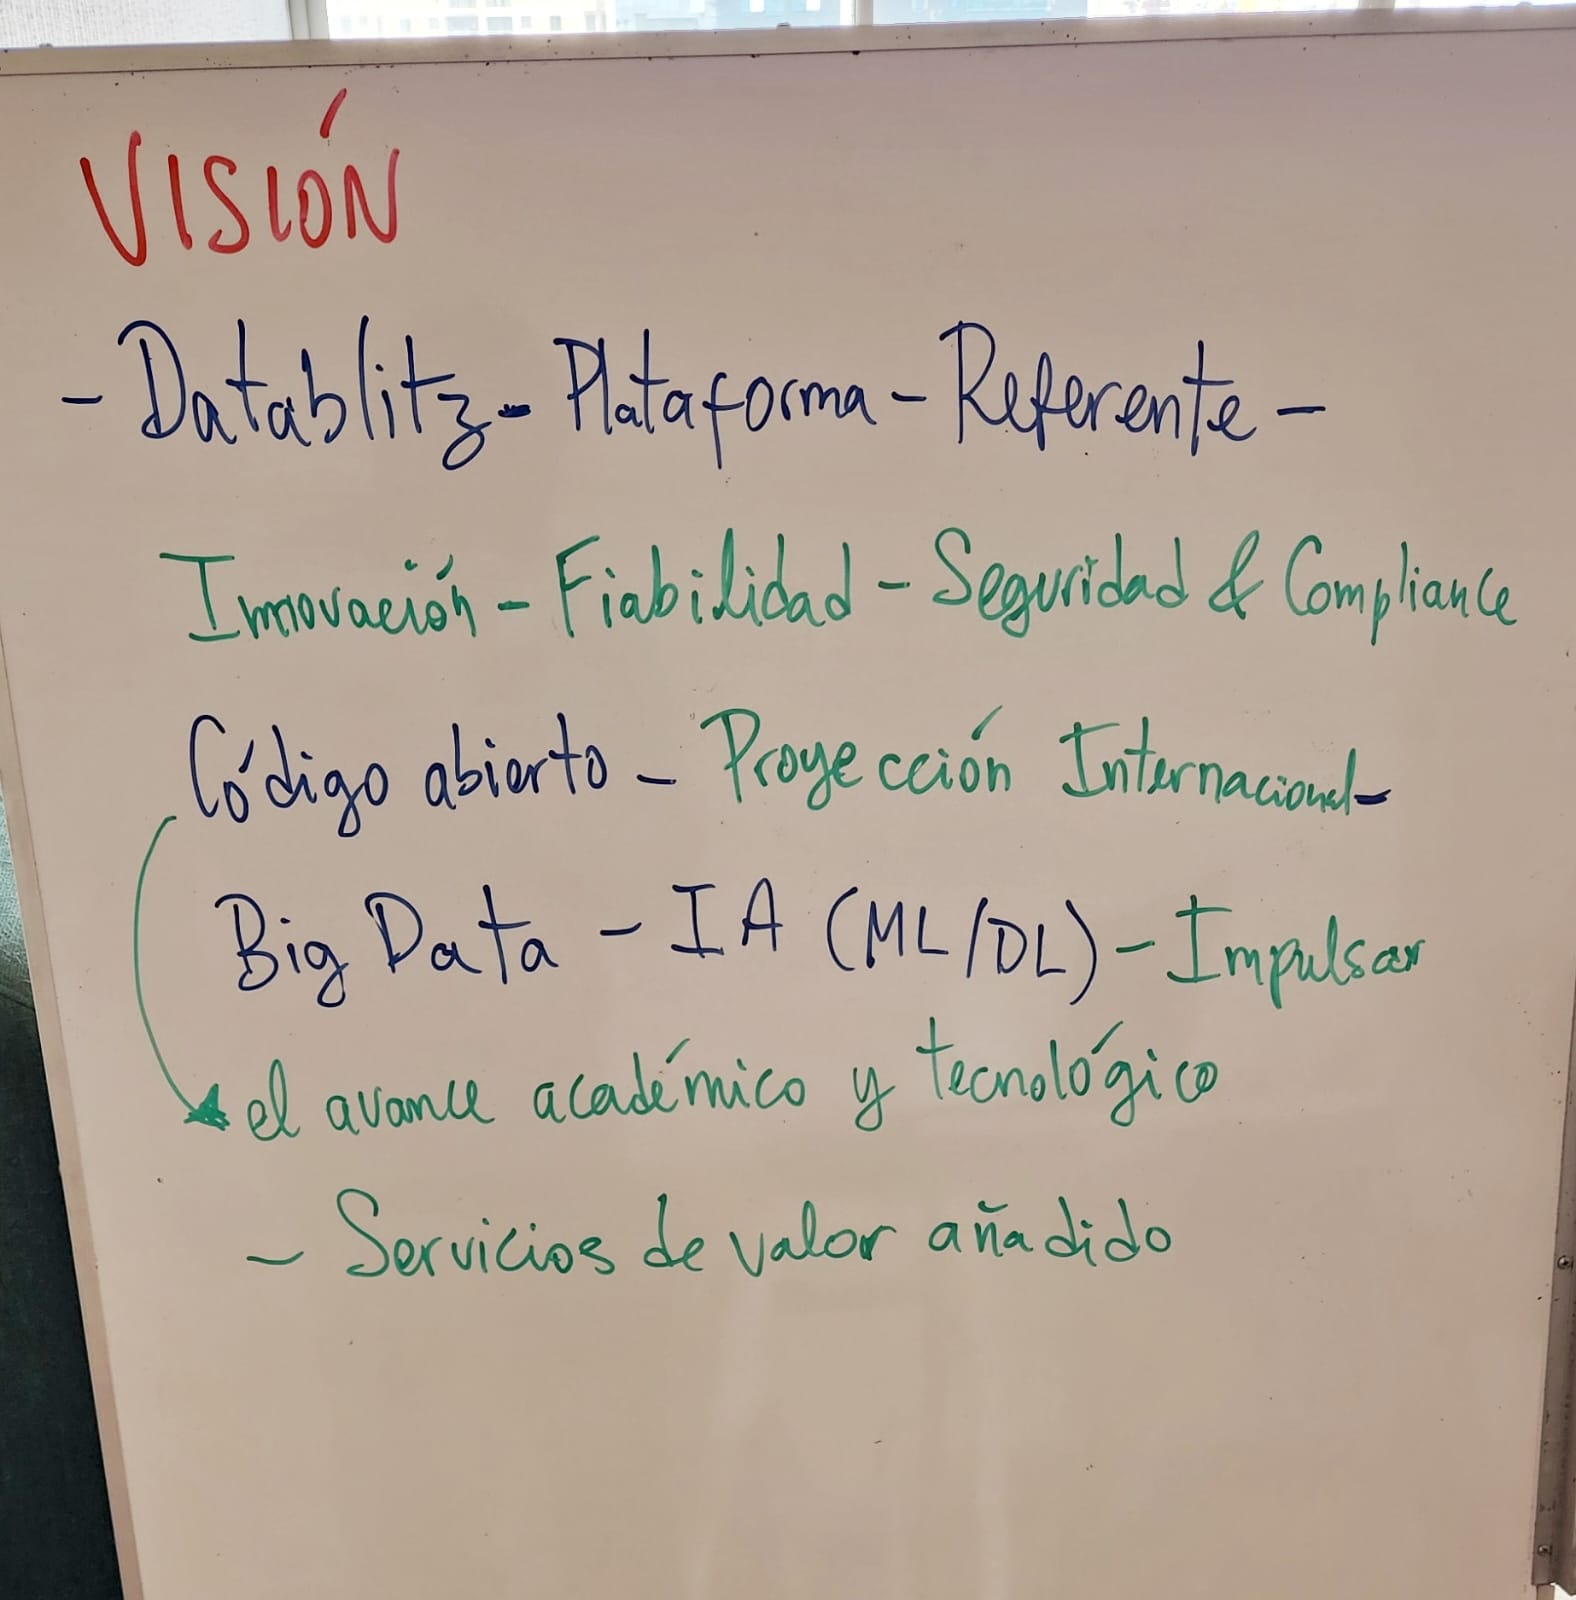 VISIÓN
- Datablitz - Plataforma - Referente -
Innovación - Fiabilidad - Seguridad & Compliance
Código abierto - Proyección Internacional -
Big Data - IA (ML/DL) - Impulsar
el avance académico y tecnológico
- Servicios de valor añadido